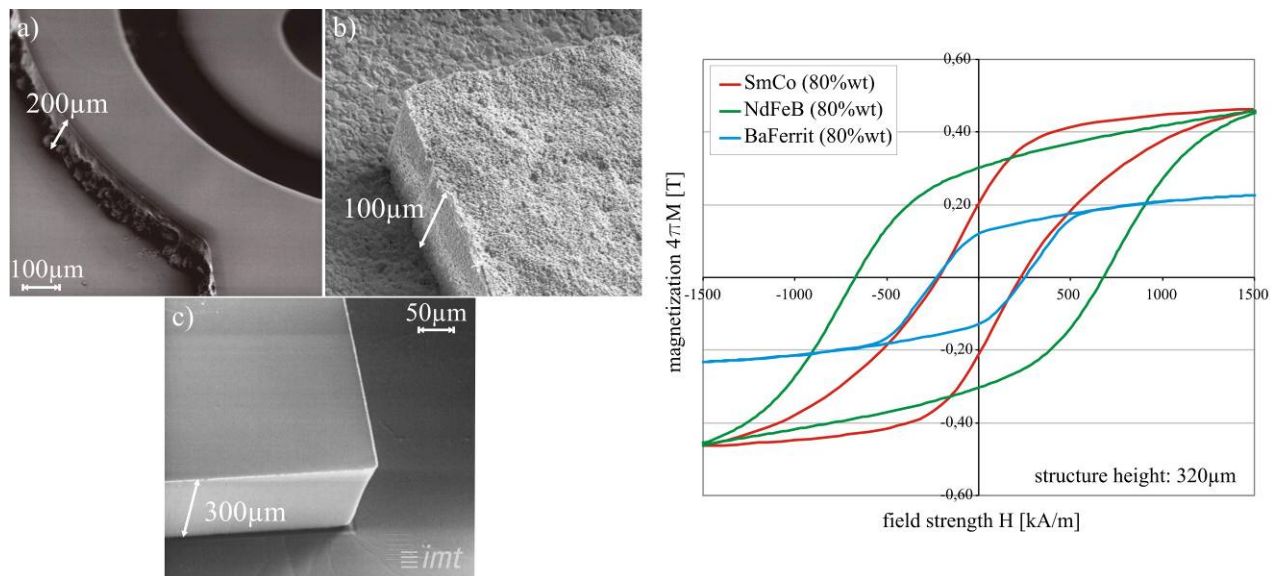 a)
200µm
100µm
b)
100µm
c)
50µm
300µm
imt
SmCo (80%wt)
NdFeB (80%wt)
BaFerrit (80%wt)
magnetization 4πM [T]
0,60
0,40
0,20
-1500 -1000 -500 0 500 1000 1500
-0,20
-0,40
-0,60
structure height: 320µm
field strength H [kA/m]